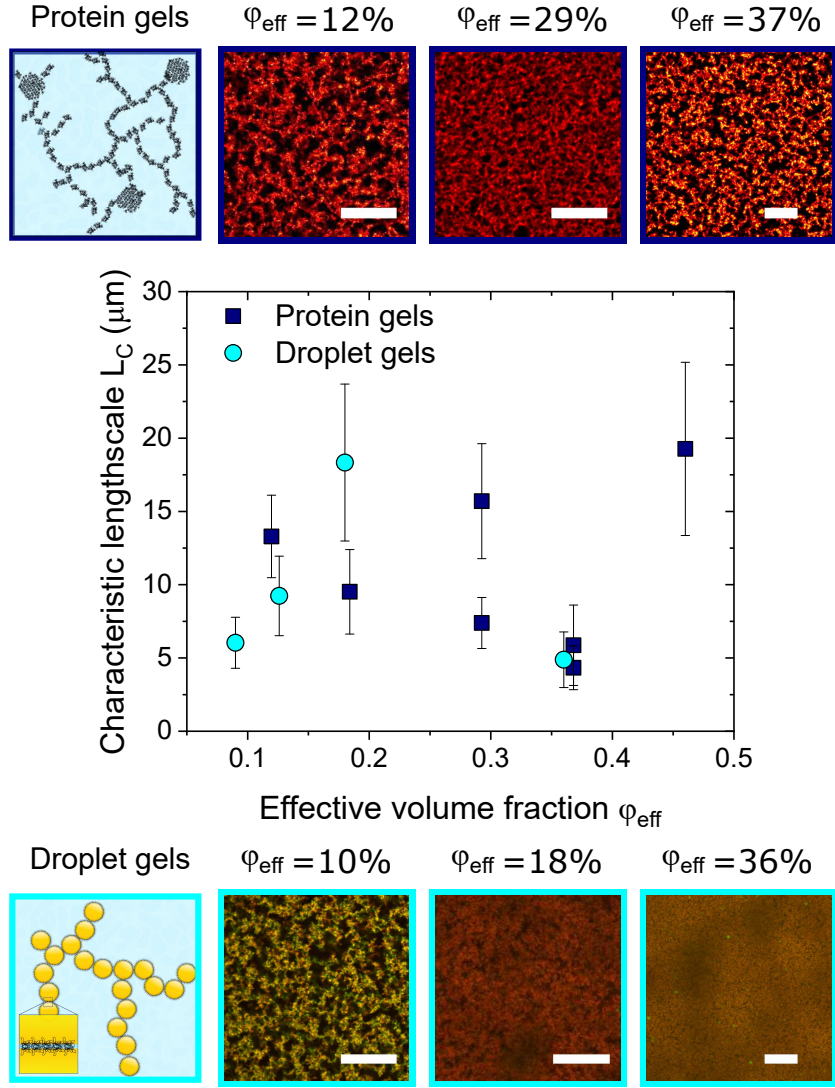 Protein gels φeff = 12% φeff = 29% φeff = 37%
30
25
20
15
10
5
0
Characteristic lengthscale LC (μm)
Protein gels
Droplet gels
0.1 0.2 0.3 0.4 0.5
Effective volume fraction φeff
Droplet gels φeff = 10% φeff = 18% φeff = 36%